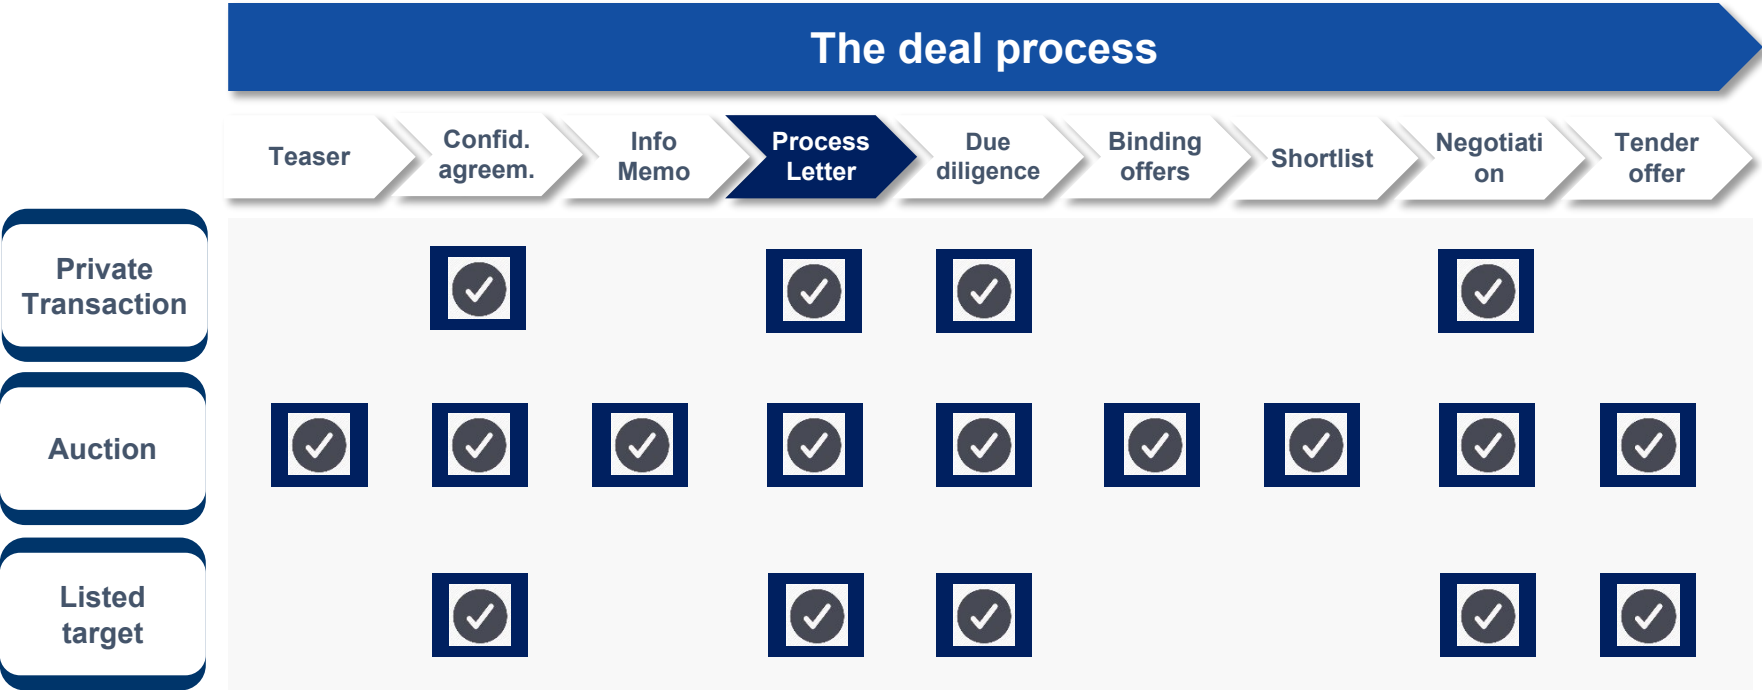 The deal process
Teaser
Confid.
agreem.
Info
Memo
Process
Letter
Due
diligence
Binding
offers
Shortlist
Negotiati
on
Tender
offer
Private
Transaction
Auction
Listed
target